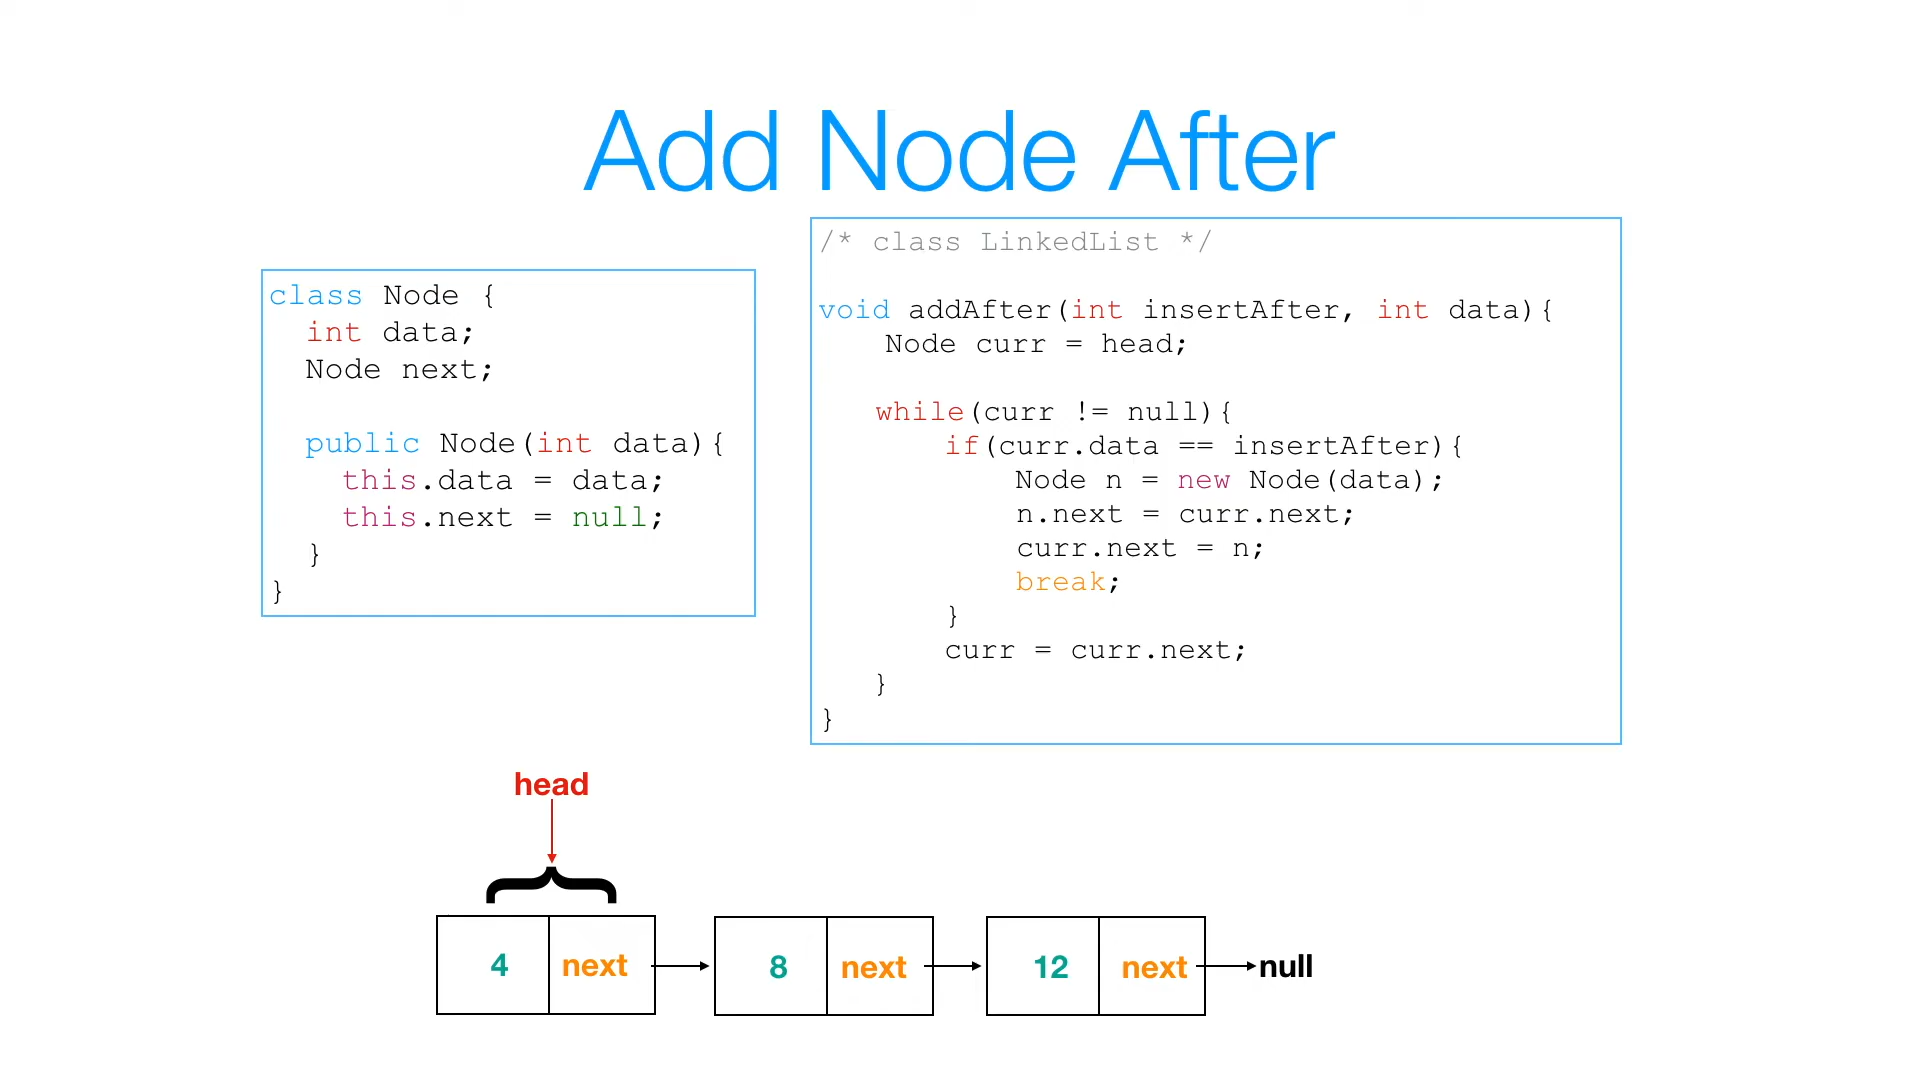 Add Node After
class Node {
int data;
Node next;
public Node(int data){
this.data = data;
this.next = null;
}
}
/* class LinkedList */
void addAfter(int insertAfter, int data){
Node curr = head;
while(curr != null){
if(curr.data == insertAfter){
Node n = new Node(data);
n.next = curr.next;
curr.next = n;
break;
}
curr = curr.next;
}
}
head
4 next 8 next 12 next null